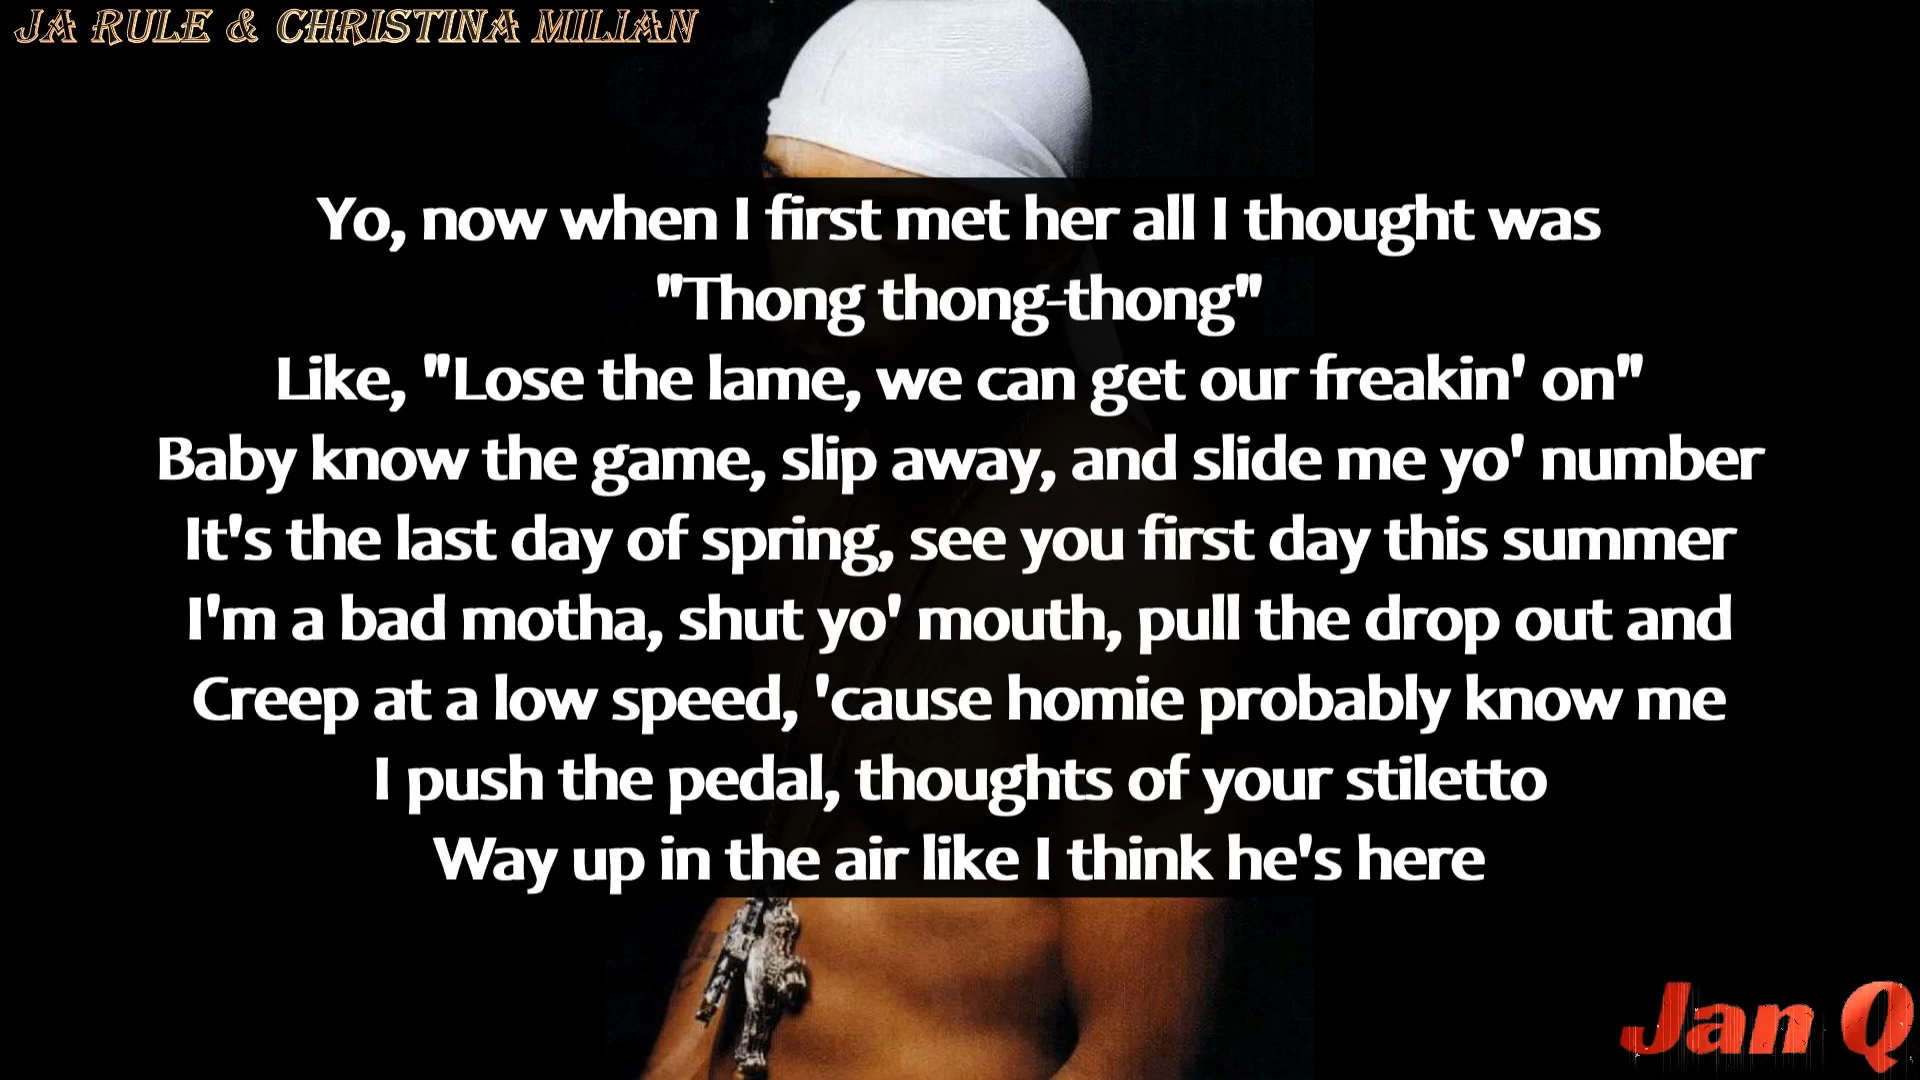 JA RULE & CHRISTINA MILIAN
Yo, now when I first met her all I thought was
"Thong thong-thong"
Like, "Lose the lame, we can get our freakin' on"
Baby know the game, slip away, and slide me yo' number
It's the last day of spring, see you first day this summer
I'm a bad motha, shut yo' mouth, pull the drop out and
Creep at a low speed, 'cause homie probably know me
I push the pedal, thoughts of your stiletto
Way up in the air like I think he's here
Jan Q